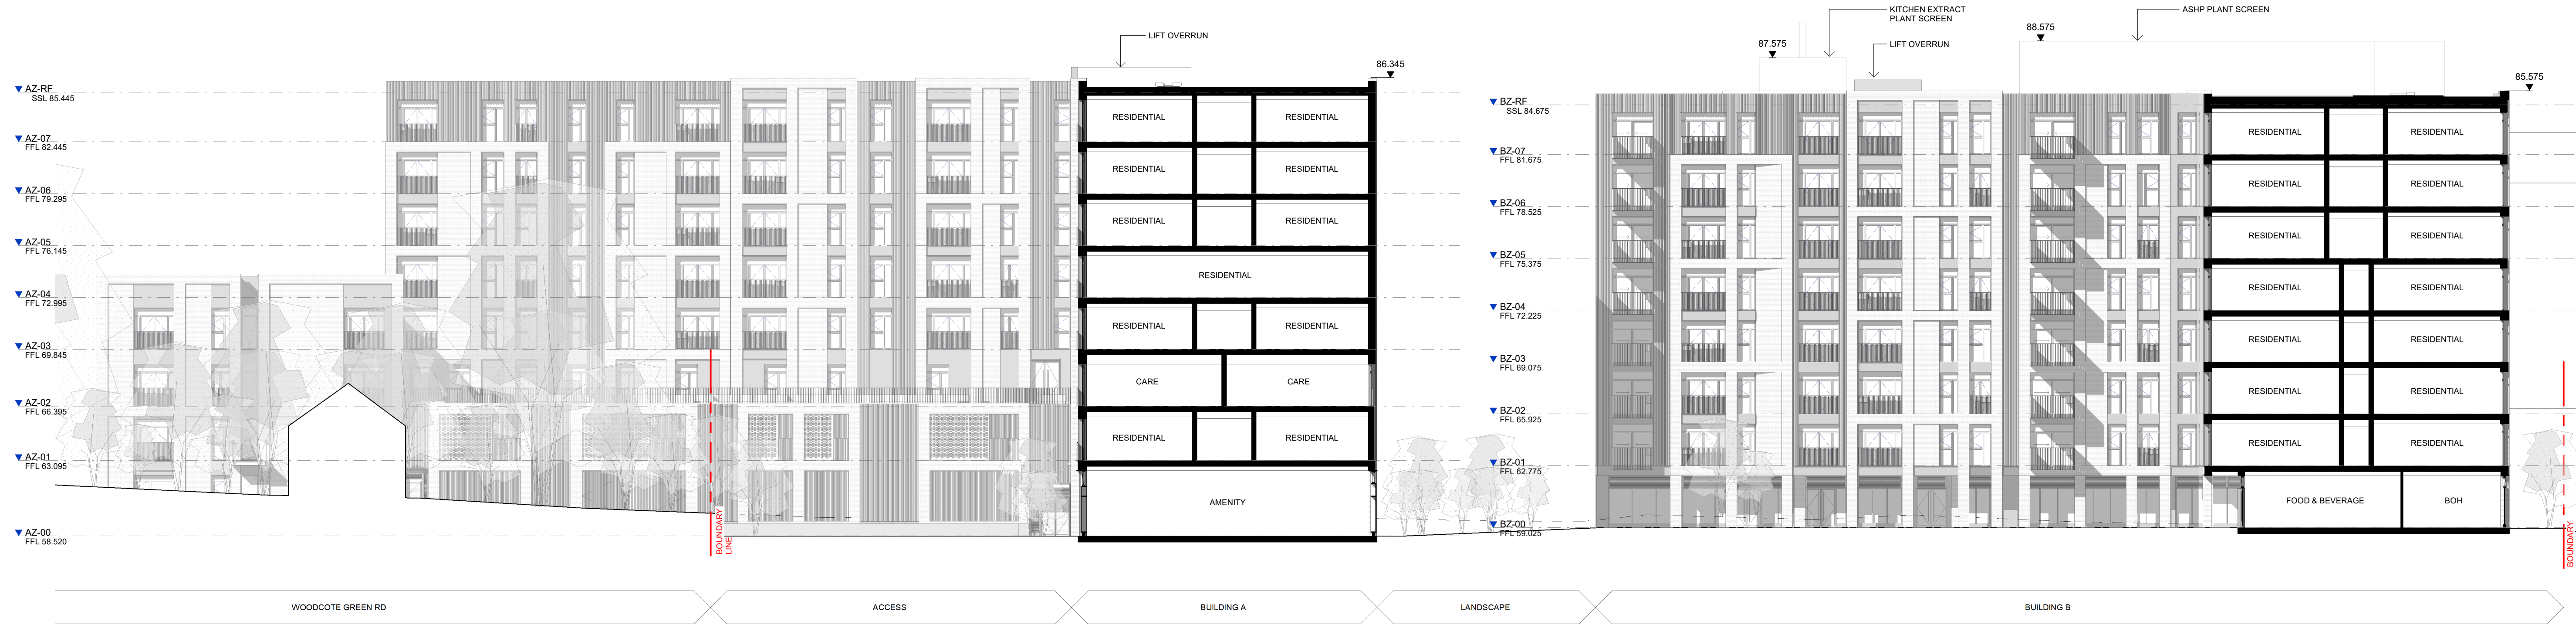 KITCHEN EXTRACT
PLANT SCREEN
ASHP PLANT SCREEN
LIFT OVERRUN
LIFT OVERRUN
88.575
87.575
86.345
85.575
AZ-RF
SSL 85.445
AZ-07
FFL 82.445
AZ-06
FFL 79.295
AZ-05
FFL 76.145
AZ-04
FFL 72.995
AZ-03
FFL 69.845
AZ-02
FFL 66.395
AZ-01
FFL 63.095
AZ-00
FFL 58.520
BOUNDARY
LINE
RESIDENTIAL
RESIDENTIAL
RESIDENTIAL
RESIDENTIAL
RESIDENTIAL
RESIDENTIAL
RESIDENTIAL
RESIDENTIAL
RESIDENTIAL
CARE
CARE
RESIDENTIAL
RESIDENTIAL
AMENITY
BZ-RF
SSL 84.675
BZ-07
FFL 81.675
BZ-06
FFL 78.525
BZ-05
FFL 75.375
BZ-04
FFL 72.225
BZ-03
FFL 69.075
BZ-02
FFL 65.925
BZ-01
FFL 62.775
BZ-00
FFL 59.025
RESIDENTIAL
RESIDENTIAL
RESIDENTIAL
RESIDENTIAL
RESIDENTIAL
RESIDENTIAL
RESIDENTIAL
RESIDENTIAL
RESIDENTIAL
RESIDENTIAL
RESIDENTIAL
RESIDENTIAL
RESIDENTIAL
RESIDENTIAL
FOOD & BEVERAGE
BOH
BOUNDARY
WOODCOTE GREEN RD
ACCESS
BUILDING A
LANDSCAPE
BUILDING B